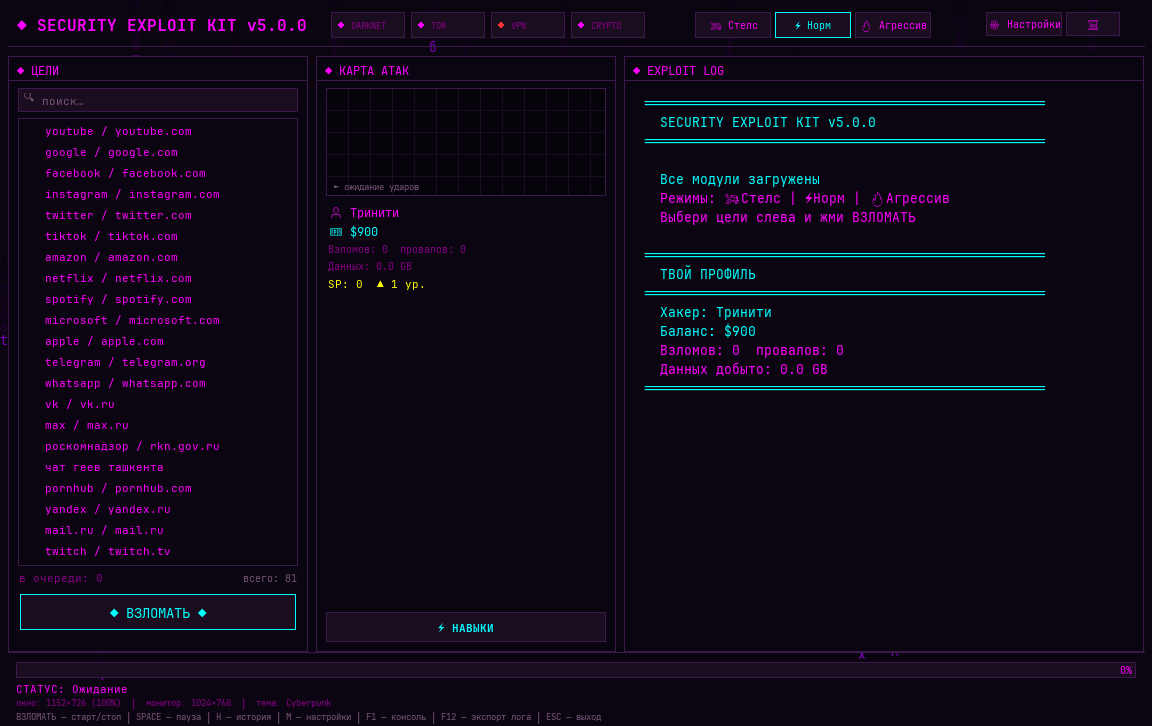 SECURITY EXPLOIT KIT v5.0.0
DARKNET
TOR
VPN
CRYPTO
Стелс
Норм
Агрессив
Настройки
б
ЦЕЛИ
поиск…
youtube / youtube.com
google / google.com
facebook / facebook.com
instagram / instagram.com
twitter / twitter.com
tiktok / tiktok.com
amazon / amazon.com
netflix / netflix.com
spotify / spotify.com
microsoft / microsoft.com
apple / apple.com
telegram / telegram.org
whatsapp / whatsapp.com
vk / vk.ru
max / max.ru
роскомнадзор / rkn.gov.ru
чат геев ташкента
pornhub / pornhub.com
yandex / yandex.ru
mail.ru / mail.ru
twitch / twitch.tv
в очереди: 0
всего: 81
◆ ВЗЛОМАТЬ ◆
КАРТА АТАК
► ожидание ударов
Тринити
$900
Взломов: 0 провалов: 0
Данных: 0.0 GB
SP: 0 ▲ 1 ур.
⚡ НАВЫКИ
EXPLOIT LOG
SECURITY EXPLOIT KIT v5.0.0
Все модули загружены
Режимы: Стелс | ⚡Норм | Агрессив
Выбери цели слева и жми ВЗЛОМАТЬ
ТВОЙ ПРОФИЛЬ
Хакер: Тринити
Баланс: $900
Взломов: 0 провалов: 0
Данных добыто: 0.0 GB
t
0%
СТАТУС: Ожидание
окно: 1152×726 (100%) | монитор: 1024×768 | тема: Cyberpunk
ВЗЛОМАТЬ — старт/стоп | SPACE — пауза | H — история | M — настройки | F1 — консоль | F12 — экспорт лога | ESC — выход